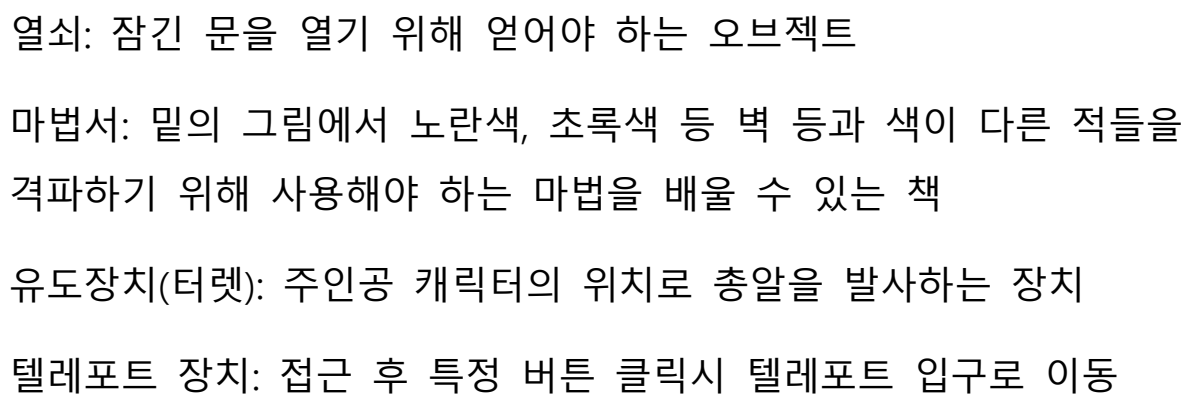 열쇠: 잠긴 문을 열기 위해 얻어야 하는 오브젝트
마법서: 밑의 그림에서 노란색, 초록색 등 벽 등과 색이 다른 적들을
격파하기 위해 사용해야 하는 마법을 배울 수 있는 책
유도장치(터렛): 주인공 캐릭터의 위치로 총알을 발사하는 장치
텔레포트 장치: 접근 후 특정 버튼 클릭시 텔레포트 입구로 이동